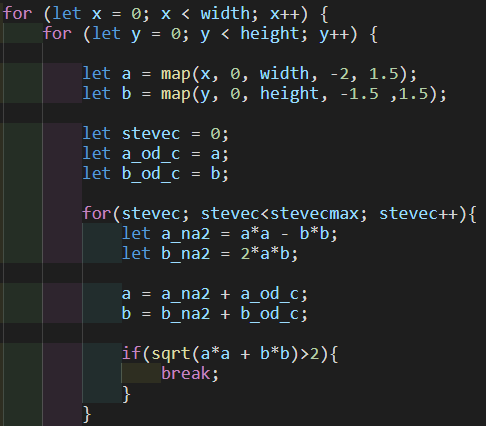 for (let x = 0; x < width; x++) {
    for (let y = 0; y < height; y++) {

        let a = map(x, 0, width, -2, 1.5);
        let b = map(y, 0, height, -1.5 ,1.5);

        let stevec = 0;
        let a_od_c = a;
        let b_od_c = b;

        for(stevec; stevec<stevecmax; stevec++){
            let a_na2 = a*a - b*b;
            let b_na2 = 2*a*b;

            a = a_na2 + a_od_c;
            b = b_na2 + b_od_c;

            if(sqrt(a*a + b*b)>2){
                break;
            }
        }